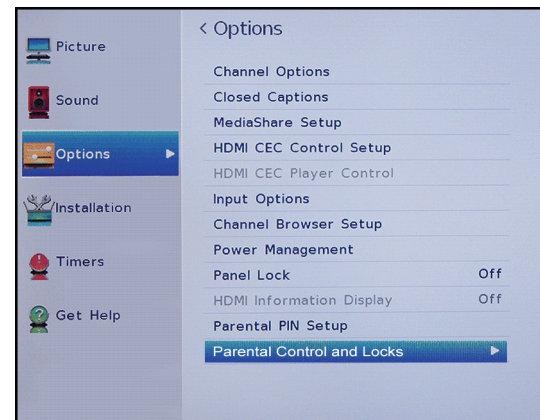 < Options
Picture
Sound
Options
Installation
Timers
Get Help
Channel Options
Closed Captions
MediaShare Setup
HDMI CEC Control Setup
HDMI CEC Player Control
Input Options
Channel Browser Setup
Power Management
Panel Lock Off
HDMI Information Display Off
Parental PIN Setup
Parental Control and Locks